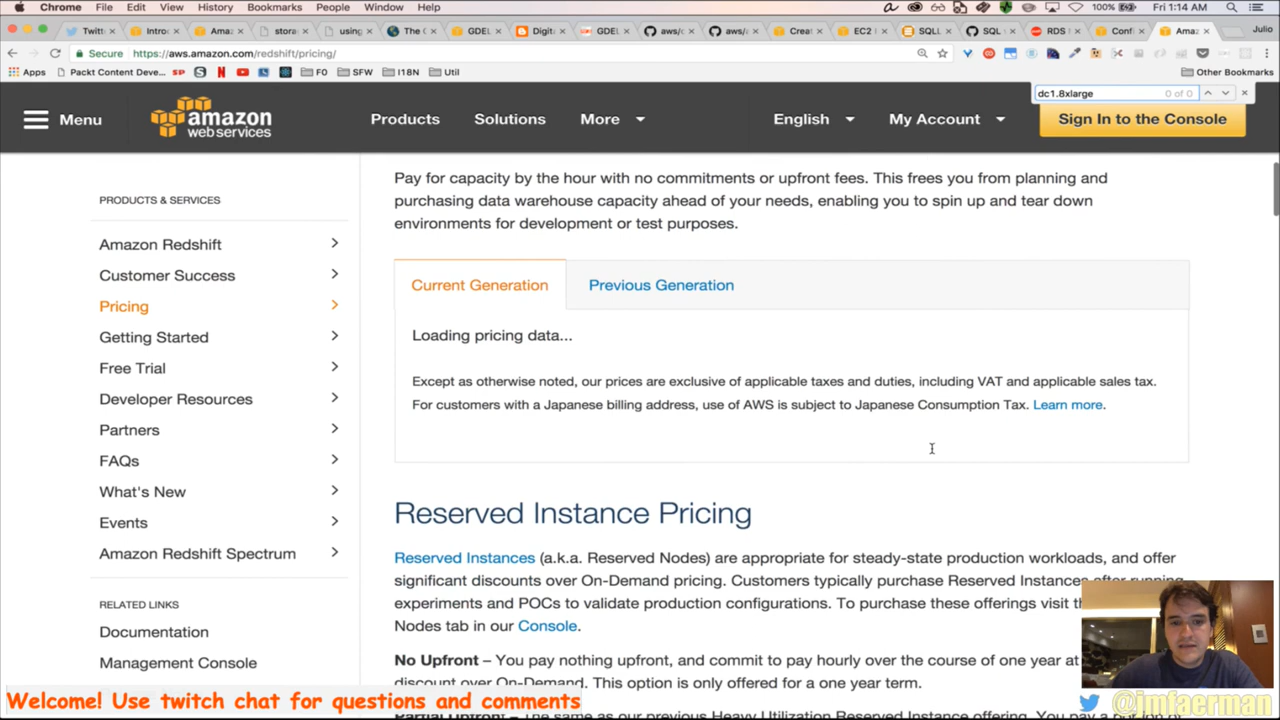 Chrome File Edit View History Bookmarks People Window Help 100% Fri 1:14 AM
Twitt Intro Amaz stora using The C GDEL Digita GDEL aws/c aws/a Creat EC2 I SQLL SQL RDS Confi Amaz Julio
Secure https://aws.amazon.com/redshift/pricing/
Apps Packt Content Deve... SP S N F0 SFW I18N Util Other Bookmarks
dc1.8xlarge 0 of 0
Menu amazon web services Products Solutions More English My Account Sign In to the Console
PRODUCTS & SERVICES
Amazon Redshift
Customer Success
Pricing
Getting Started
Free Trial
Developer Resources
Partners
FAQs
What's New
Events
Amazon Redshift Spectrum
RELATED LINKS
Documentation
Management Console
Pay for capacity by the hour with no commitments or upfront fees. This frees you from planning and
purchasing data warehouse capacity ahead of your needs, enabling you to spin up and tear down
environments for development or test purposes.
Current Generation Previous Generation
Loading pricing data...
Except as otherwise noted, our prices are exclusive of applicable taxes and duties, including VAT and applicable sales tax.
For customers with a Japanese billing address, use of AWS is subject to Japanese Consumption Tax. Learn more.
Reserved Instance Pricing
Reserved Instances (a.k.a. Reserved Nodes) are appropriate for steady-state production workloads, and offer
significant discounts over On-Demand pricing. Customers typically purchase Reserved Instances after running
experiments and POCs to validate production configurations. To purchase these offerings visit th
Nodes tab in our Console.
No Upfront – You pay nothing upfront, and commit to pay hourly over the course of one year at
discount over On-Demand. This option is only offered for a one year term.
Partial Upfront – The same as our previous Heavy Utilization Reserved Instance offering. You pay a
Welcome! Use twitch chat for questions and comments
@jmfaerman